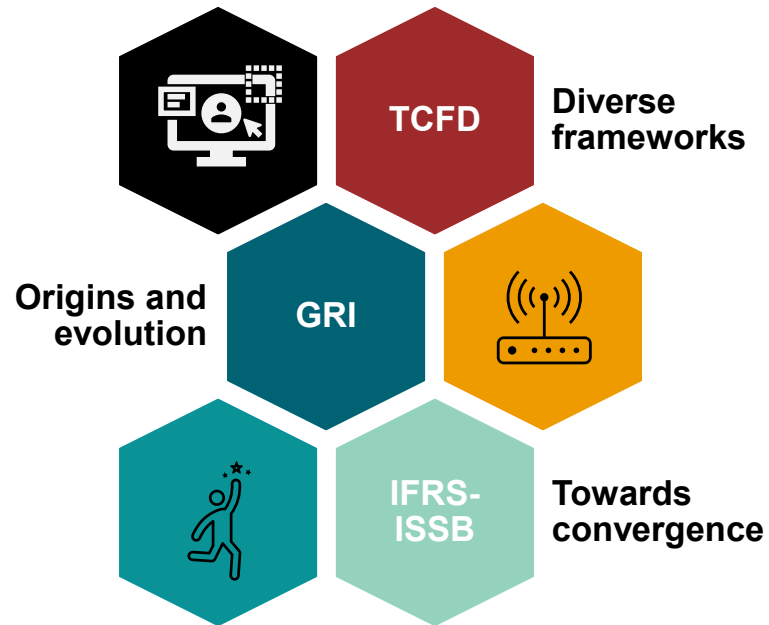 TCFD
Diverse
frameworks
Origins and
evolution
GRI
IFRS-
ISSB
Towards
convergence